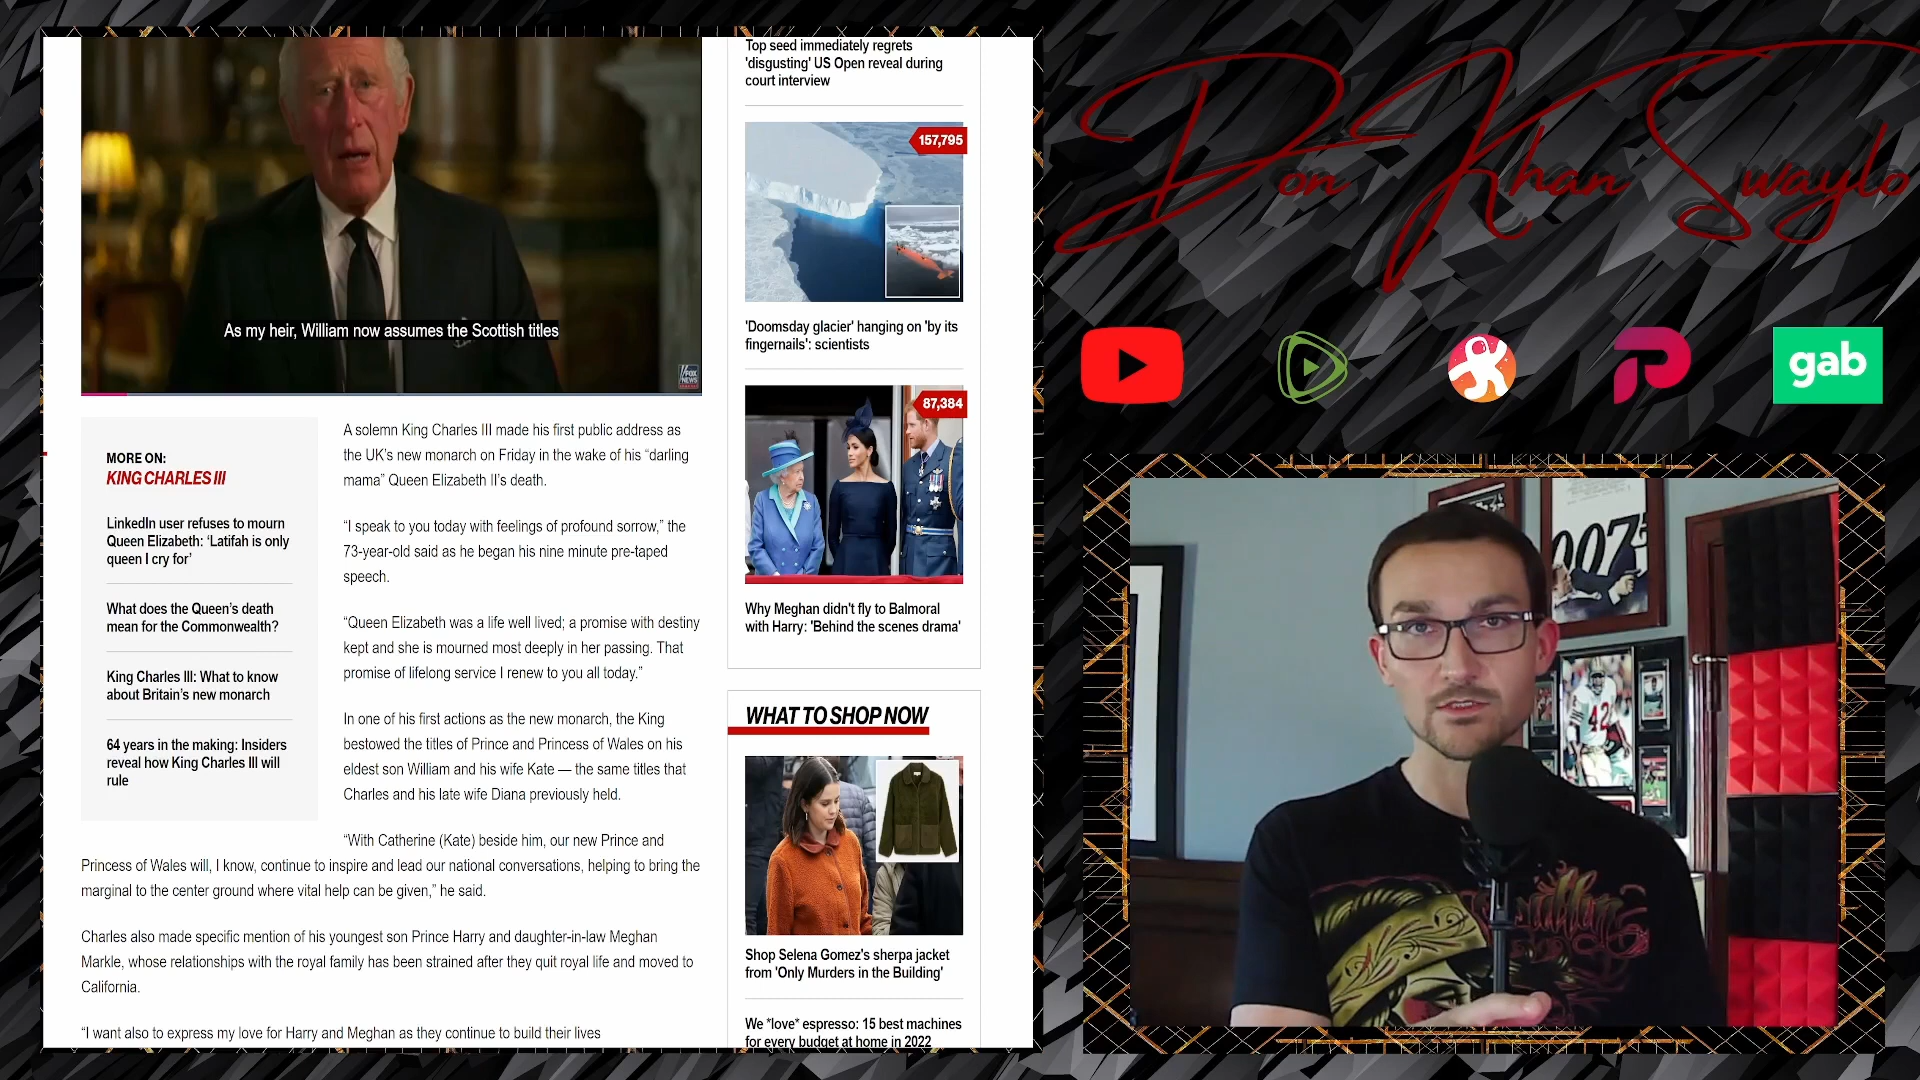 As my heir, William now assumes the Scottish titles
FOX
NEWS
MORE ON:
KING CHARLES III
LinkedIn user refuses to mourn
Queen Elizabeth: ‘Latifah is only
queen I cry for’
What does the Queen’s death
mean for the Commonwealth?
King Charles III: What to know
about Britain’s new monarch
64 years in the making: Insiders
reveal how King Charles III will
rule
A solemn King Charles III made his first public address as
the UK’s new monarch on Friday in the wake of his “darling
mama” Queen Elizabeth II’s death.
“I speak to you today with feelings of profound sorrow,” the
73-year-old said as he began his nine minute pre-taped
speech.
“Queen Elizabeth was a life well lived; a promise with destiny
kept and she is mourned most deeply in her passing. That
promise of lifelong service I renew to you all today.”
In one of his first actions as the new monarch, the King
bestowed the titles of Prince and Princess of Wales on his
eldest son William and his wife Kate — the same titles that
Charles and his late wife Diana previously held.
“With Catherine (Kate) beside him, our new Prince and
Princess of Wales will, I know, continue to inspire and lead our national conversations, helping to bring the
marginal to the center ground where vital help can be given,” he said.
Charles also made specific mention of his youngest son Prince Harry and daughter-in-law Meghan
Markle, whose relationships with the royal family has been strained after they quit royal life and moved to
California.
“I want also to express my love for Harry and Meghan as they continue to build their lives
Top seed immediately regrets
'disgusting' US Open reveal during
court interview
157,795
'Doomsday glacier' hanging on 'by its
fingernails': scientists
87,384
Why Meghan didn't fly to Balmoral
with Harry: 'Behind the scenes drama'
WHAT TO SHOP NOW
Shop Selena Gomez's sherpa jacket
from 'Only Murders in the Building'
We *love* espresso: 15 best machines
for every budget at home in 2022
Don Khan Swaylo
gab
007
42